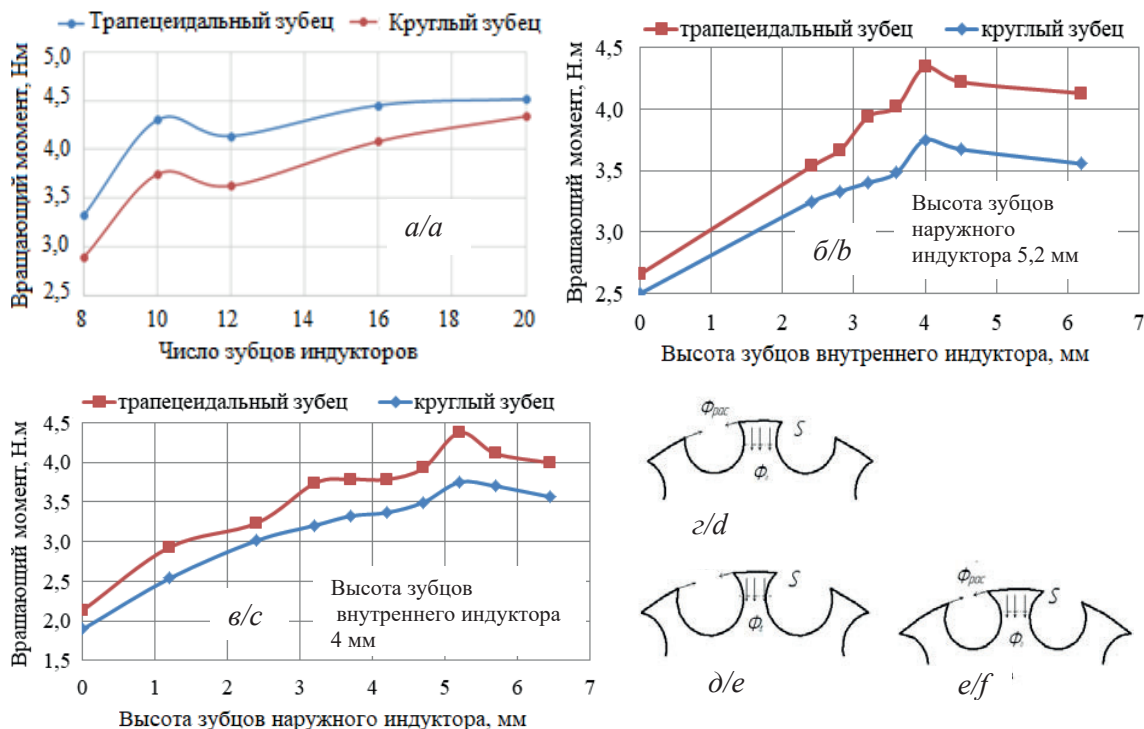 Трапецеидальный зубец Круглый зубец
Вращающий момент, Нм
5,0
4,5
4,0
3,5
3,0
2,5
8 10 12 14 16 18 20
Число зубцов индукторов
а/a
трапецеидальный зубец круглый зубец
Врашающий момент, Н.м
4,5
4,0
3,5
3,0
2,5
0 1 2 3 4 5 6 7
Высота зубцов внутреннего индуктора, мм
б/b
Высота зубцов
наружного
индуктора 5,2 мм
трапецеидальный зубец круглый зубец
Вращающий момент, Н.м
4,5
4,0
3,5
3,0
2,5
2,0
1,5
0 1 2 3 4 5 6 7
Высота зубцов наружного индуктора, мм
в/c
Высота зубцов
внутреннего индуктора
4 мм
Φрас S
г/d
S
д/e
Φрас S
е/f